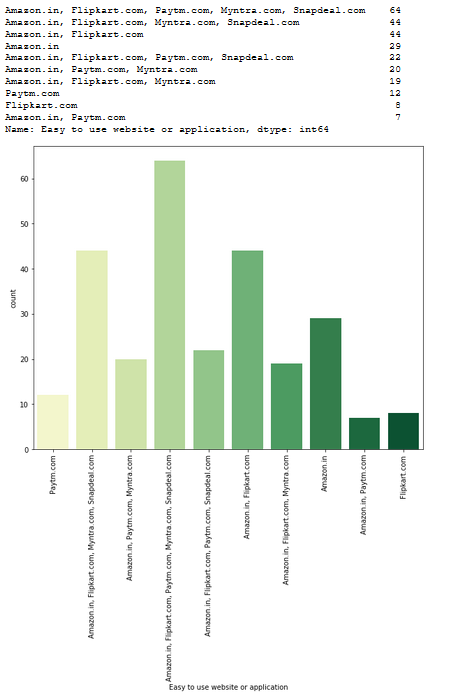 Amazon.in, Flipkart.com, Paytm.com, Myntra.com, Snapdeal.com 64
Amazon.in, Flipkart.com, Myntra.com, Snapdeal.com 44
Amazon.in, Flipkart.com 44
Amazon.in 29
Amazon.in, Flipkart.com, Paytm.com, Snapdeal.com 22
Amazon.in, Paytm.com, Myntra.com 20
Amazon.in, Flipkart.com, Myntra.com 19
Paytm.com 12
Flipkart.com 8
Amazon.in, Paytm.com 7
Name: Easy to use website or application, dtype: int64
60
50
40
30
20
10
0
count
Paytm.com
Amazon.in, Flipkart.com, Myntra.com, Snapdeal.com
Amazon.in, Paytm.com, Myntra.com
Amazon.in, Flipkart.com, Paytm.com, Myntra.com, Snapdeal.com
Amazon.in, Flipkart.com, Paytm.com, Snapdeal.com
Amazon.in, Flipkart.com
Amazon.in, Flipkart.com, Myntra.com
Amazon.in
Amazon.in, Paytm.com
Flipkart.com
Easy to use website or application